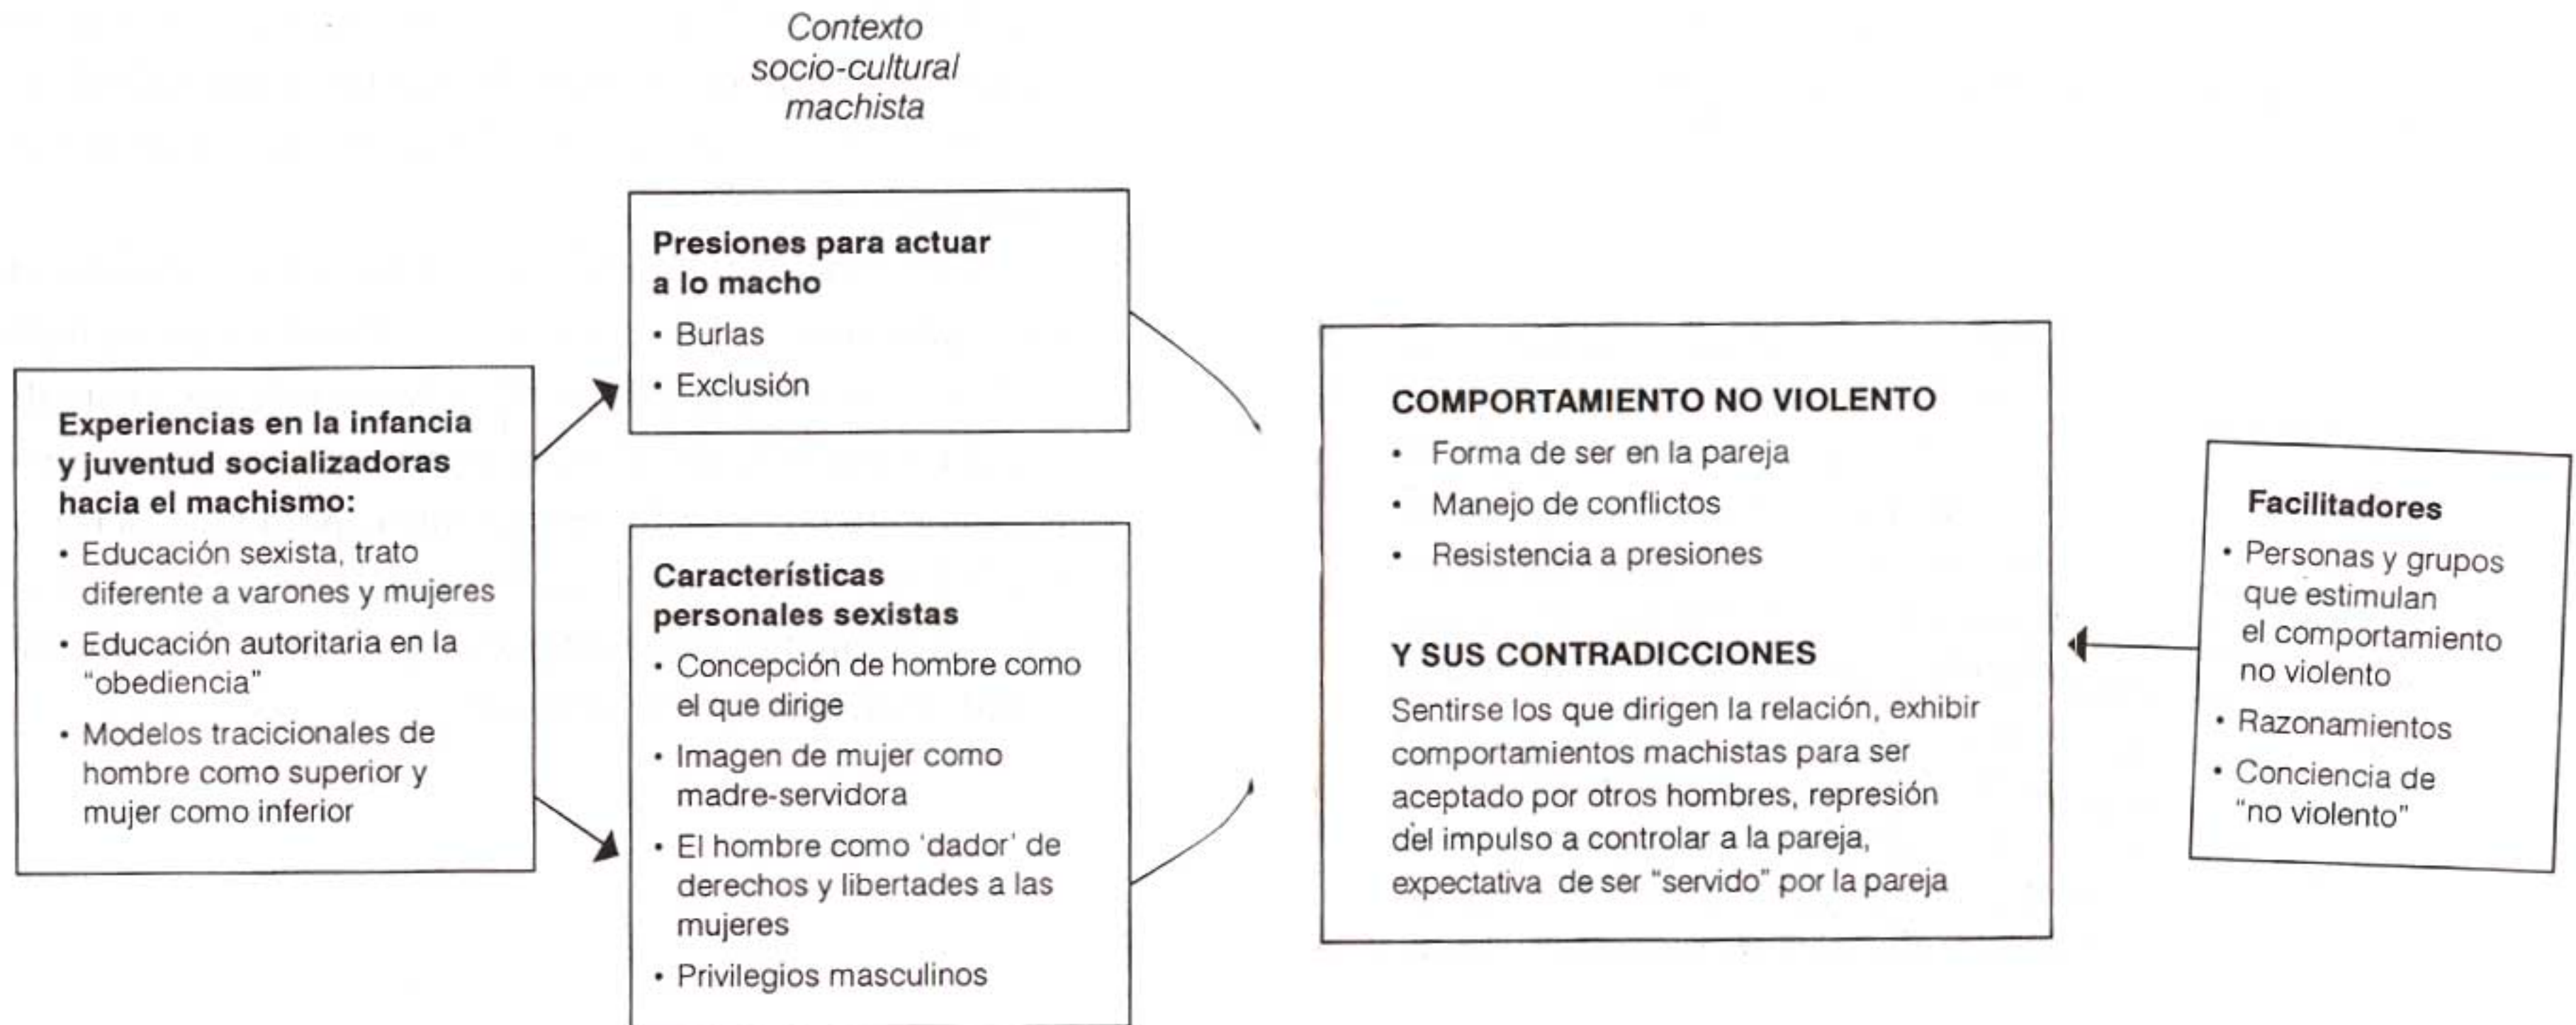 Contexto
socio-cultural
machista
Experiencias en la infancia
y juventud socializadoras
hacia el machismo:
• Educación sexista, trato
diferente a varones y mujeres
• Educación autoritaria en la
“obediencia”
• Modelos tracicionales de
hombre como superior y
mujer como inferior
Presiones para actuar
a lo macho
• Burlas
• Exclusión
Características
personales sexistas
• Concepción de hombre como
el que dirige
• Imagen de mujer como
madre-servidora
• El hombre como ‘dador’ de
derechos y libertades a las
mujeres
• Privilegios masculinos
COMPORTAMIENTO NO VIOLENTO
• Forma de ser en la pareja
• Manejo de conflictos
• Resistencia a presiones
Y SUS CONTRADICCIONES
Sentirse los que dirigen la relación, exhibir
comportamientos machistas para ser
aceptado por otros hombres, represión
del impulso a controlar a la pareja,
expectativa de ser “servido” por la pareja
Facilitadores
• Personas y grupos
que estimulan
el comportamiento
no violento
• Razonamientos
• Conciencia de
“no violento”